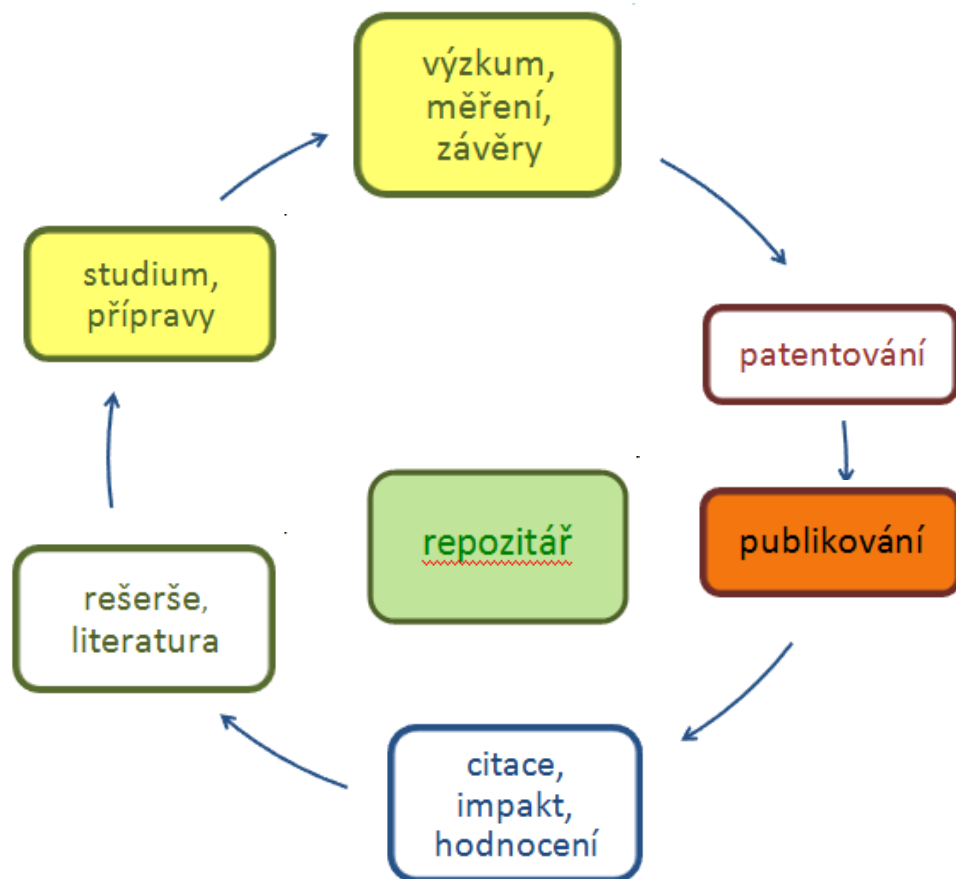 výzkum,
měření,
závěry
studium,
přípravy
patentování
repozitář
publikování
rešerše,
literatura
citace,
impakt,
hodnocení